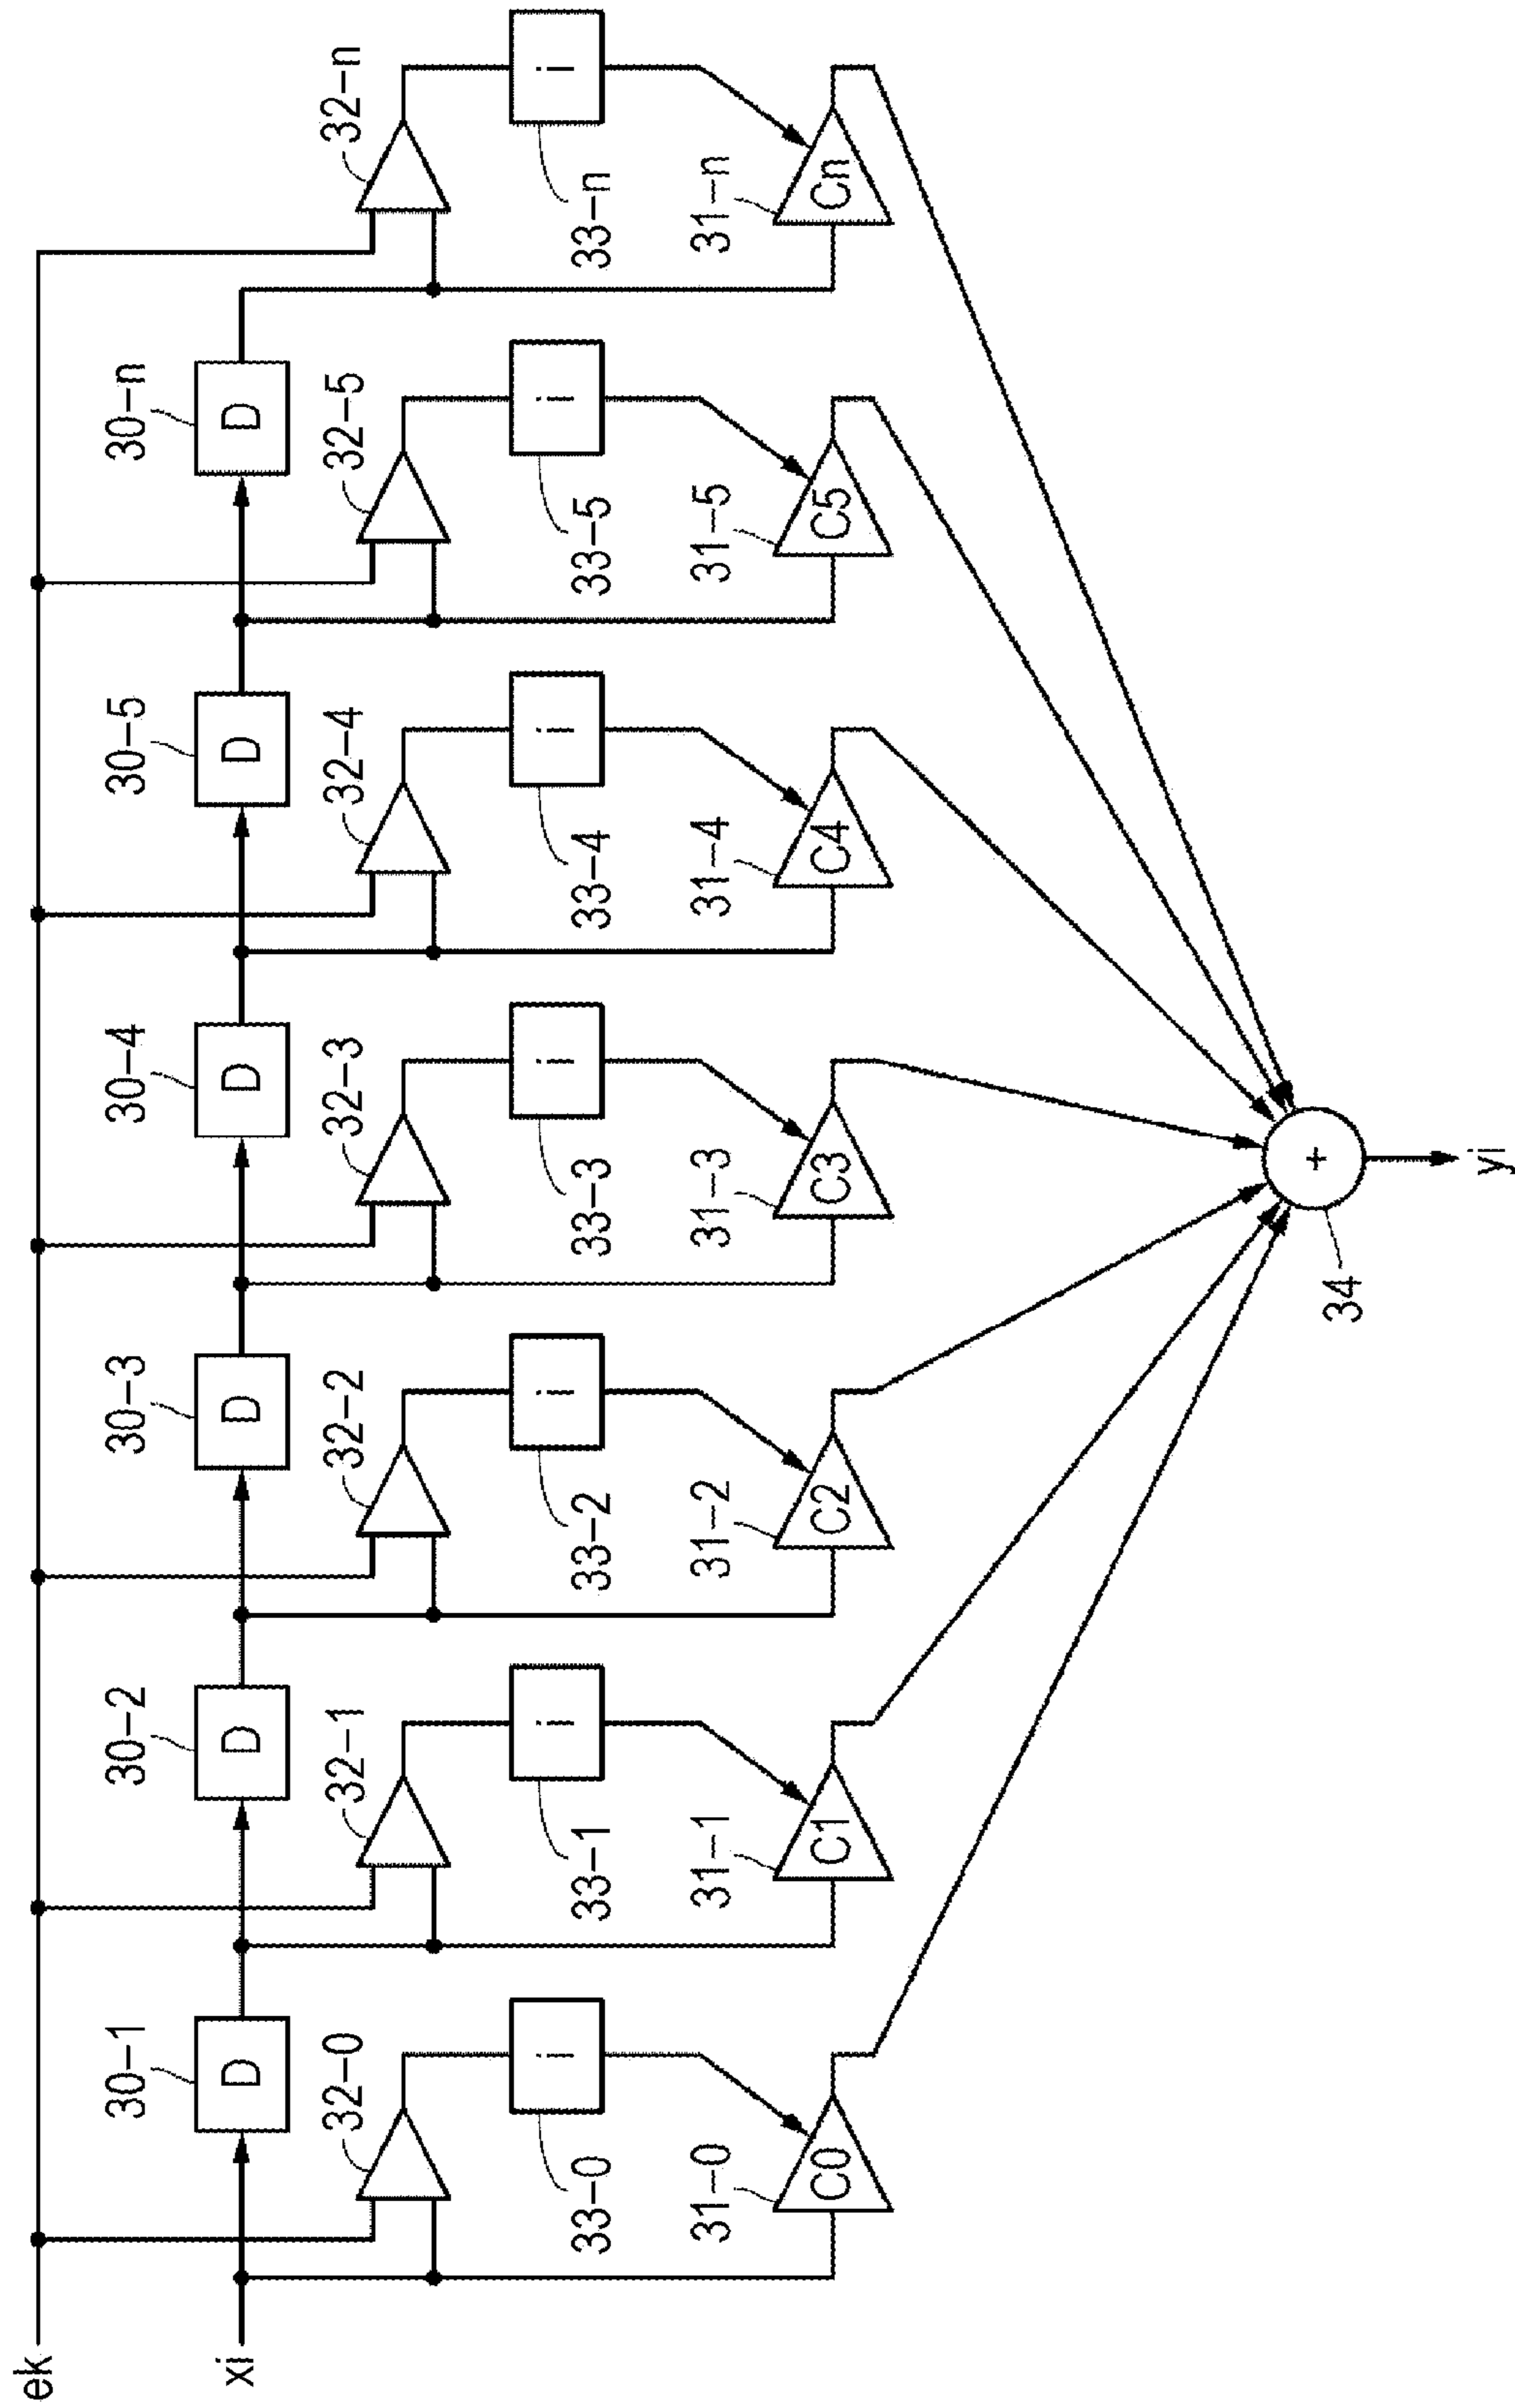 ek
xi
30-1
30-2
30-3
30-4
30-5
30-n
D
D
D
D
D
D
32-0
32-1
32-2
32-3
32-4
32-5
32-n
i
i
i
i
i
i
i
33-0
33-1
33-2
33-3
33-4
33-5
33-n
31-0
31-1
31-2
31-3
31-4
31-5
31-n
C0
C1
C2
C3
C4
C5
Cn
+
34
yi